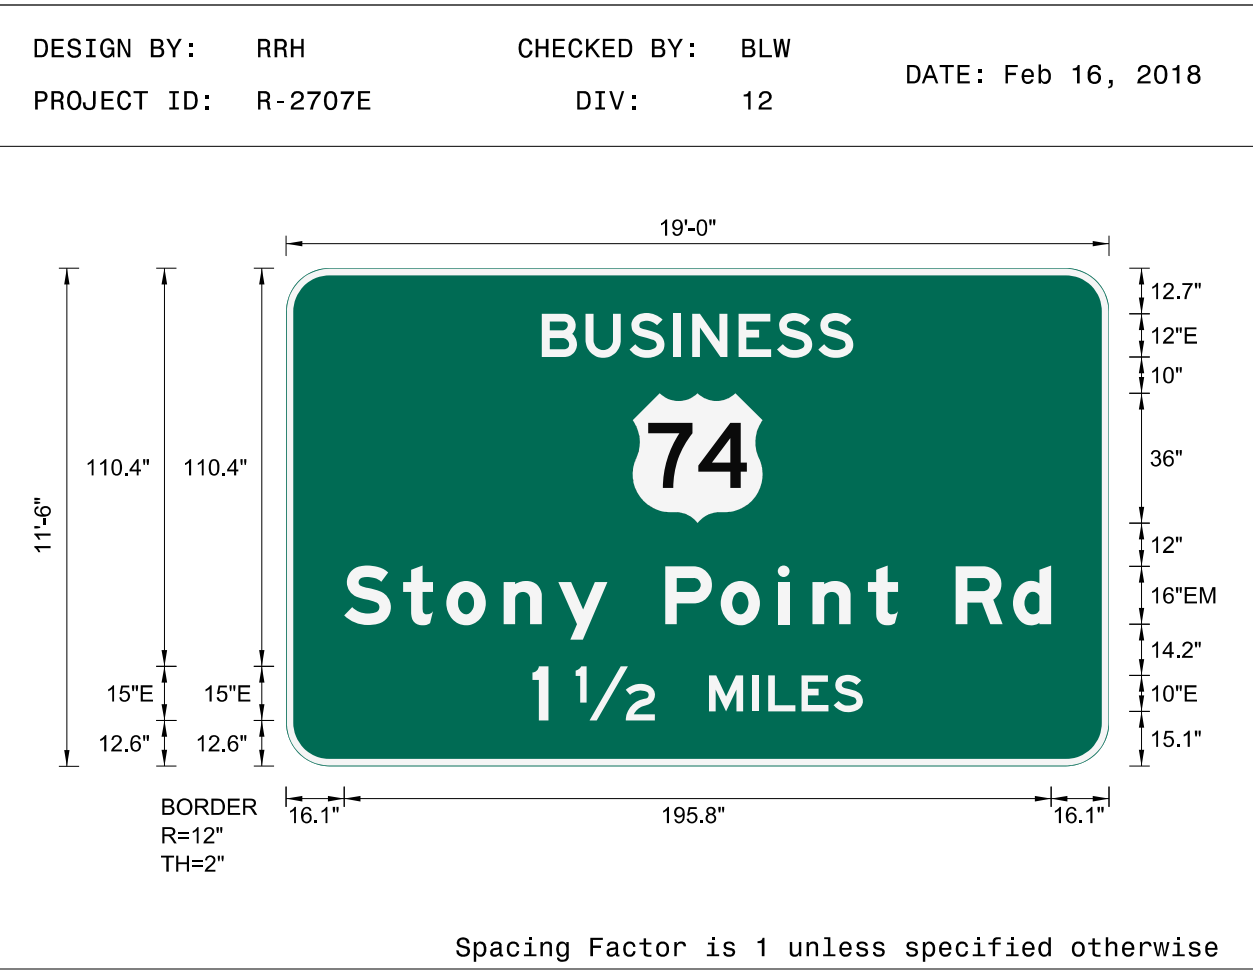 DESIGN BY: RRH CHECKED BY: BLW
DATE: Feb 16, 2018
PROJECT ID: R-2707E DIV: 12
19'-0"
12.7"
BUSINESS
12"E
10"
74
36"
110.4" 110.4"
11'-6"
12"
Stony Point Rd
16"EM
14.2"
1 1/2 MILES
15"E 15"E
10"E
12.6" 12.6"
15.1"
16.1" 195.8" 16.1"
BORDER
R=12"
TH=2"
Spacing Factor is 1 unless specified otherwise